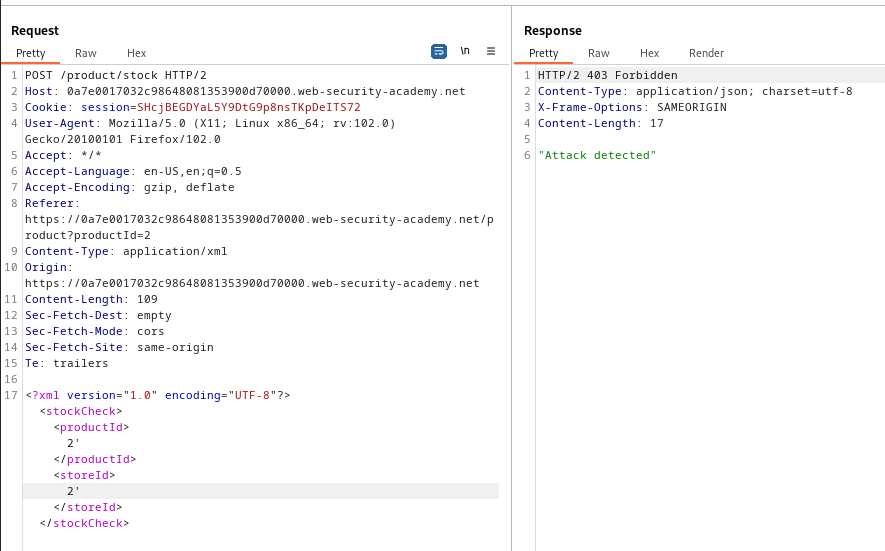 Request
Pretty Raw Hex
\n
1 POST /product/stock HTTP/2
2 Host: 0a7e0017032c98648081353900d70000.web-security-academy.net
3 Cookie: session=SHcjBEGDYaL5Y9DtG9p8nsTKpDeITS72
4 User-Agent: Mozilla/5.0 (X11; Linux x86_64; rv:102.0)
Gecko/20100101 Firefox/102.0
5 Accept: */*
6 Accept-Language: en-US,en;q=0.5
7 Accept-Encoding: gzip, deflate
8 Referer:
https://0a7e0017032c98648081353900d70000.web-security-academy.net/p
roduct?productId=2
9 Content-Type: application/xml
10 Origin:
https://0a7e0017032c98648081353900d70000.web-security-academy.net
11 Content-Length: 109
12 Sec-Fetch-Dest: empty
13 Sec-Fetch-Mode: cors
14 Sec-Fetch-Site: same-origin
15 Te: trailers
16
17 <?xml version="1.0" encoding="UTF-8"?>
<stockCheck>
<productId>
2'
</productId>
<storeId>
2'
</storeId>
</stockCheck>
Response
Pretty Raw Hex Render
1 HTTP/2 403 Forbidden
2 Content-Type: application/json; charset=utf-8
3 X-Frame-Options: SAMEORIGIN
4 Content-Length: 17
5
6 "Attack detected"